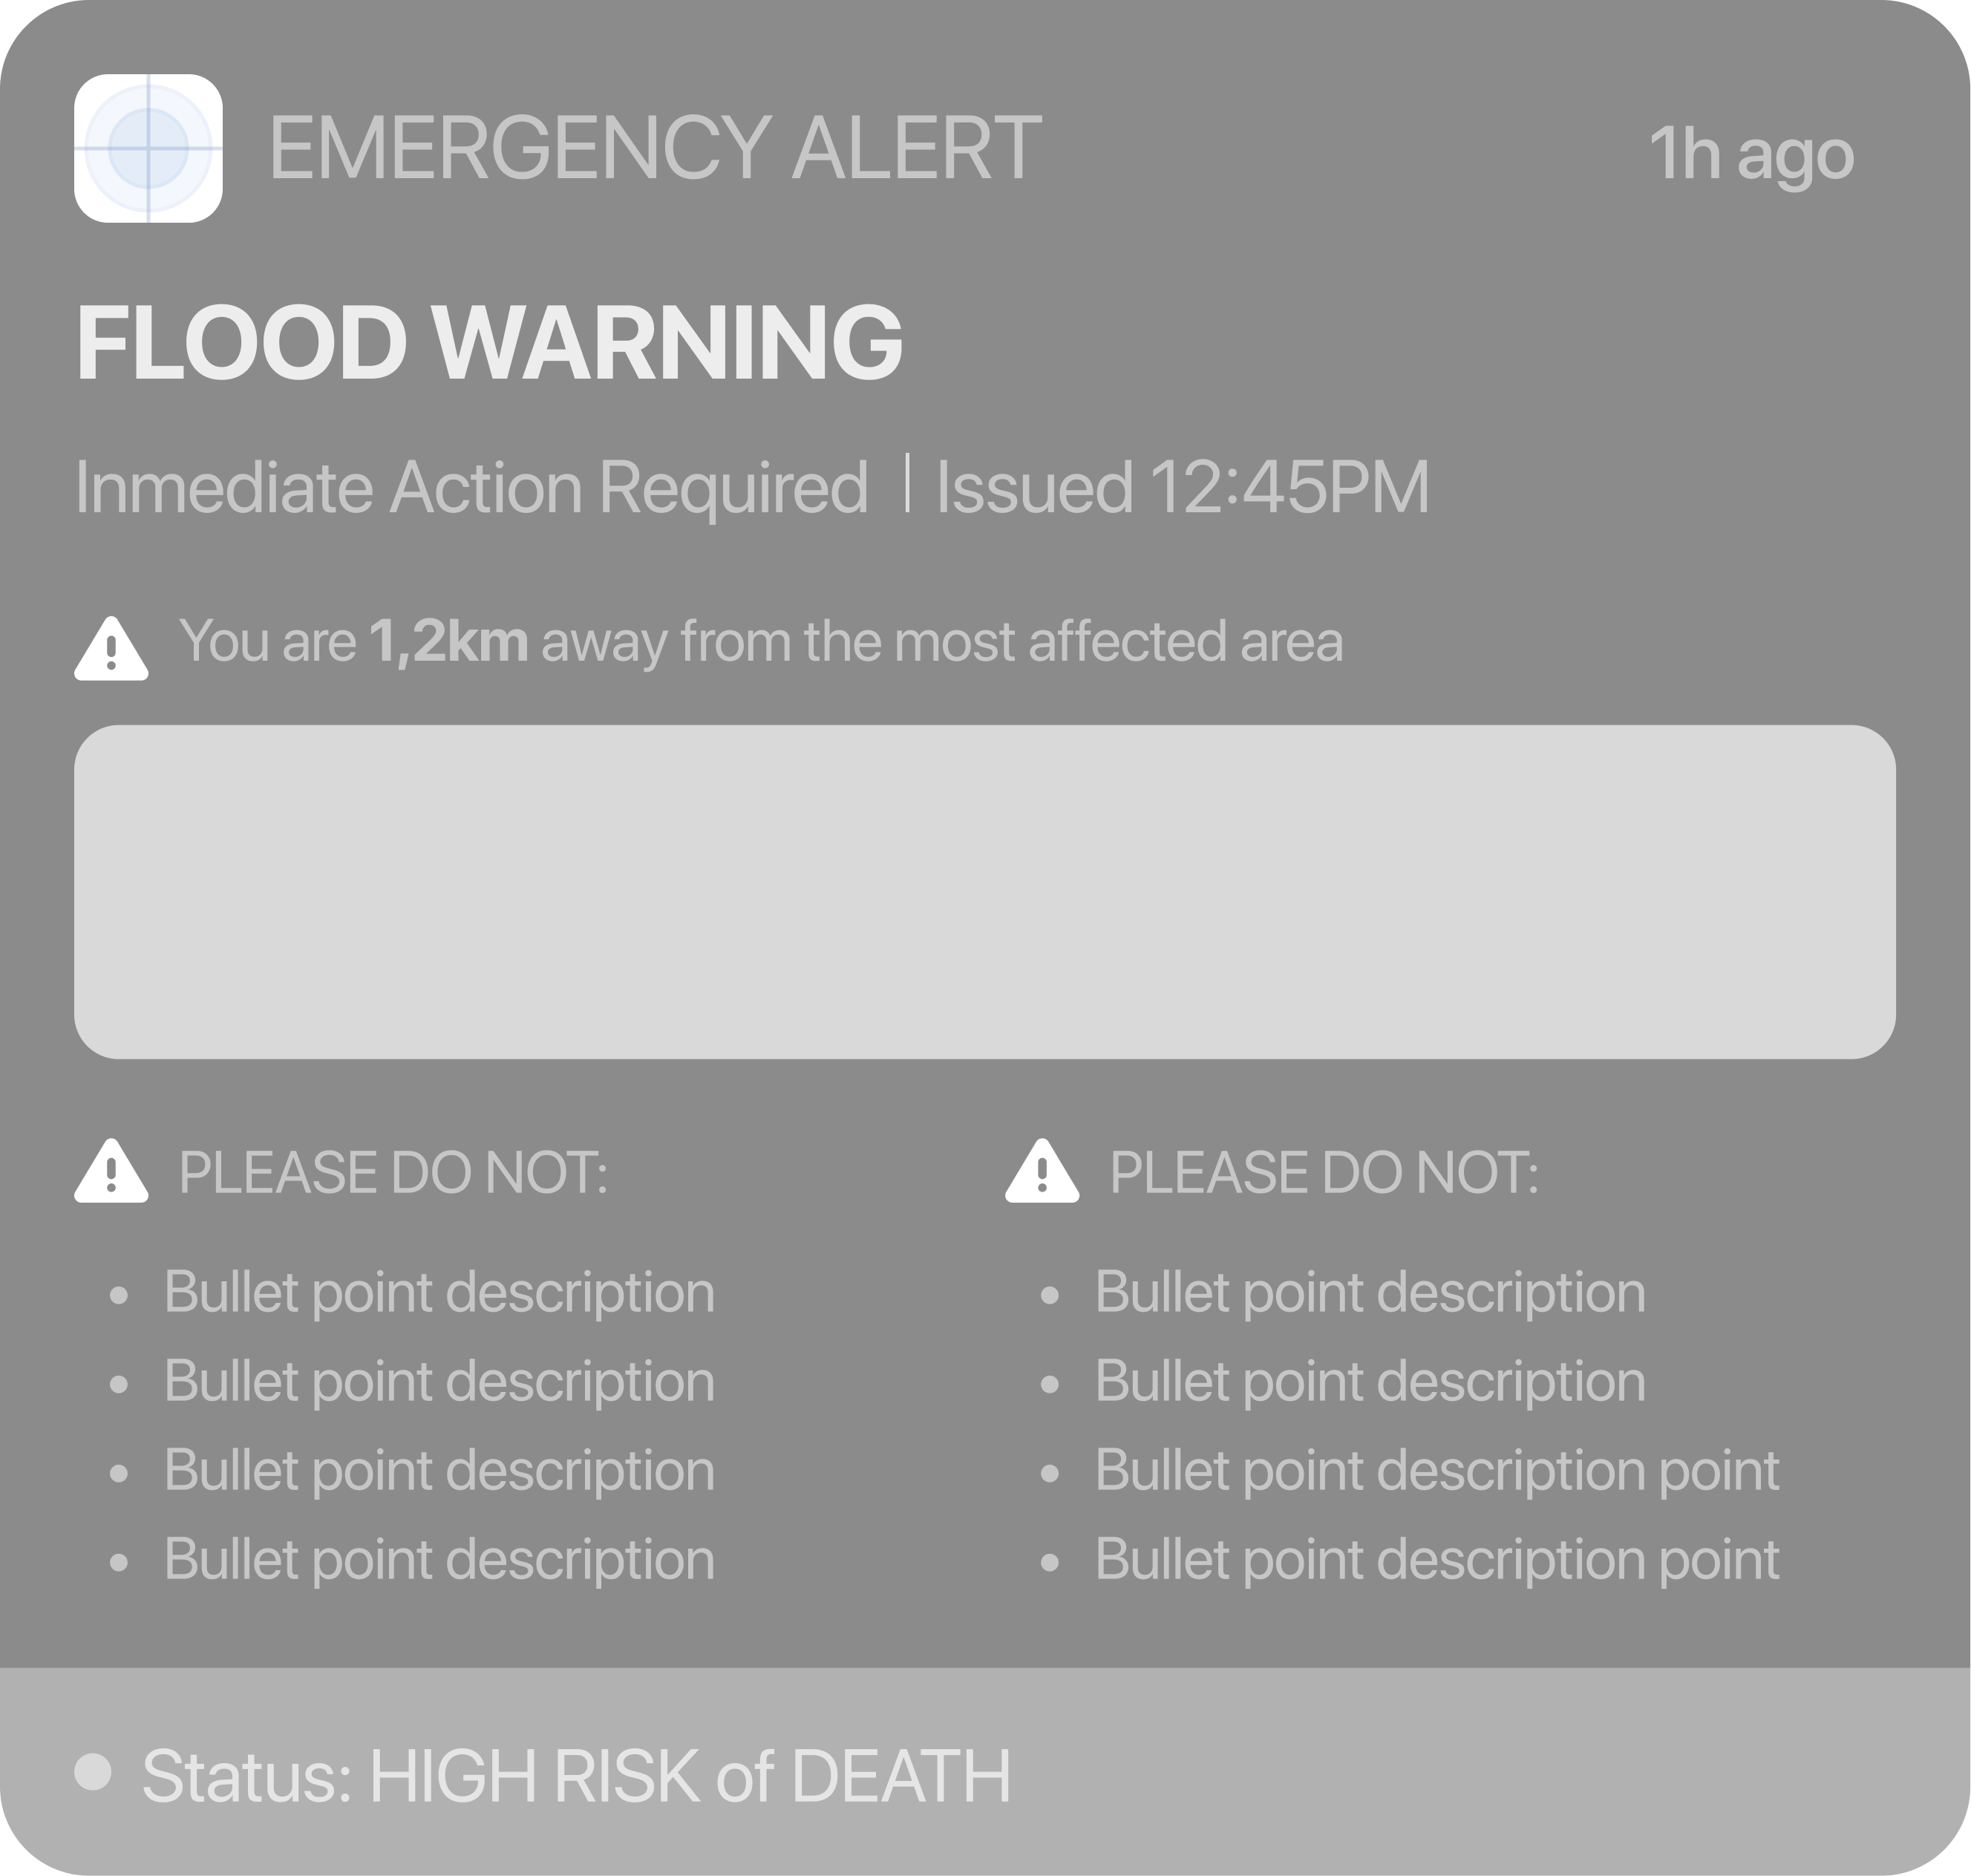 EMERGENCY ALERT 1h ago
FLOOD WARNING
Immediate Action Required | Issued 12:45PM
You are 1,2km away from the most affected area
PLEASE DO NOT:
• Bullet point description
• Bullet point description
• Bullet point description
• Bullet point description
PLEASE DO NOT:
• Bullet point description
• Bullet point description
• Bullet point description point
• Bullet point description point
Status: HIGH RISK of DEATH